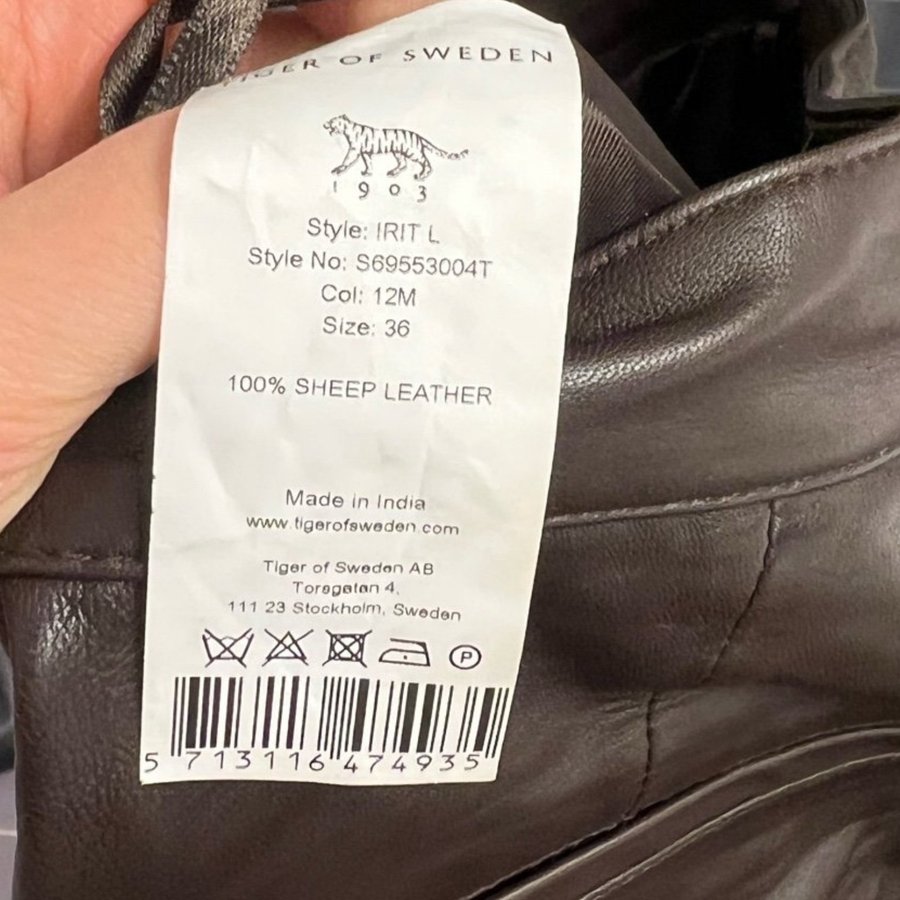 TIGER OF SWEDEN
1903
Style: IRIT L
Style No: S69553004T
Col: 12M
Size: 36
100% SHEEP LEATHER
Made in India
www.tigerofsweden.com
Tiger of Sweden AB
Torsgatan 4,
111 23 Stockholm, Sweden
P
5 713116 474935